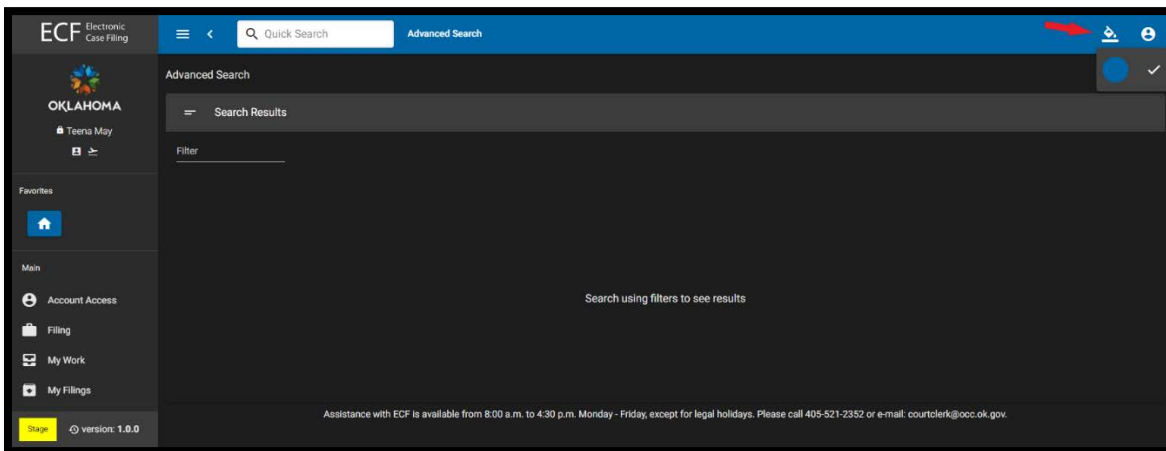 ECF Electronic
Case Filing
Quick Search
Advanced Search
OKLAHOMA
Teena May
Favorites
Main
Account Access
Filing
My Work
My Filings
Stage
version: 1.0.0
Advanced Search
Search Results
Filter
Search using filters to see results
Assistance with ECF is available from 8:00 a.m. to 4:30 p.m. Monday - Friday, except for legal holidays. Please call 405-521-2352 or e-mail: courtclerk@occ.ok.gov.